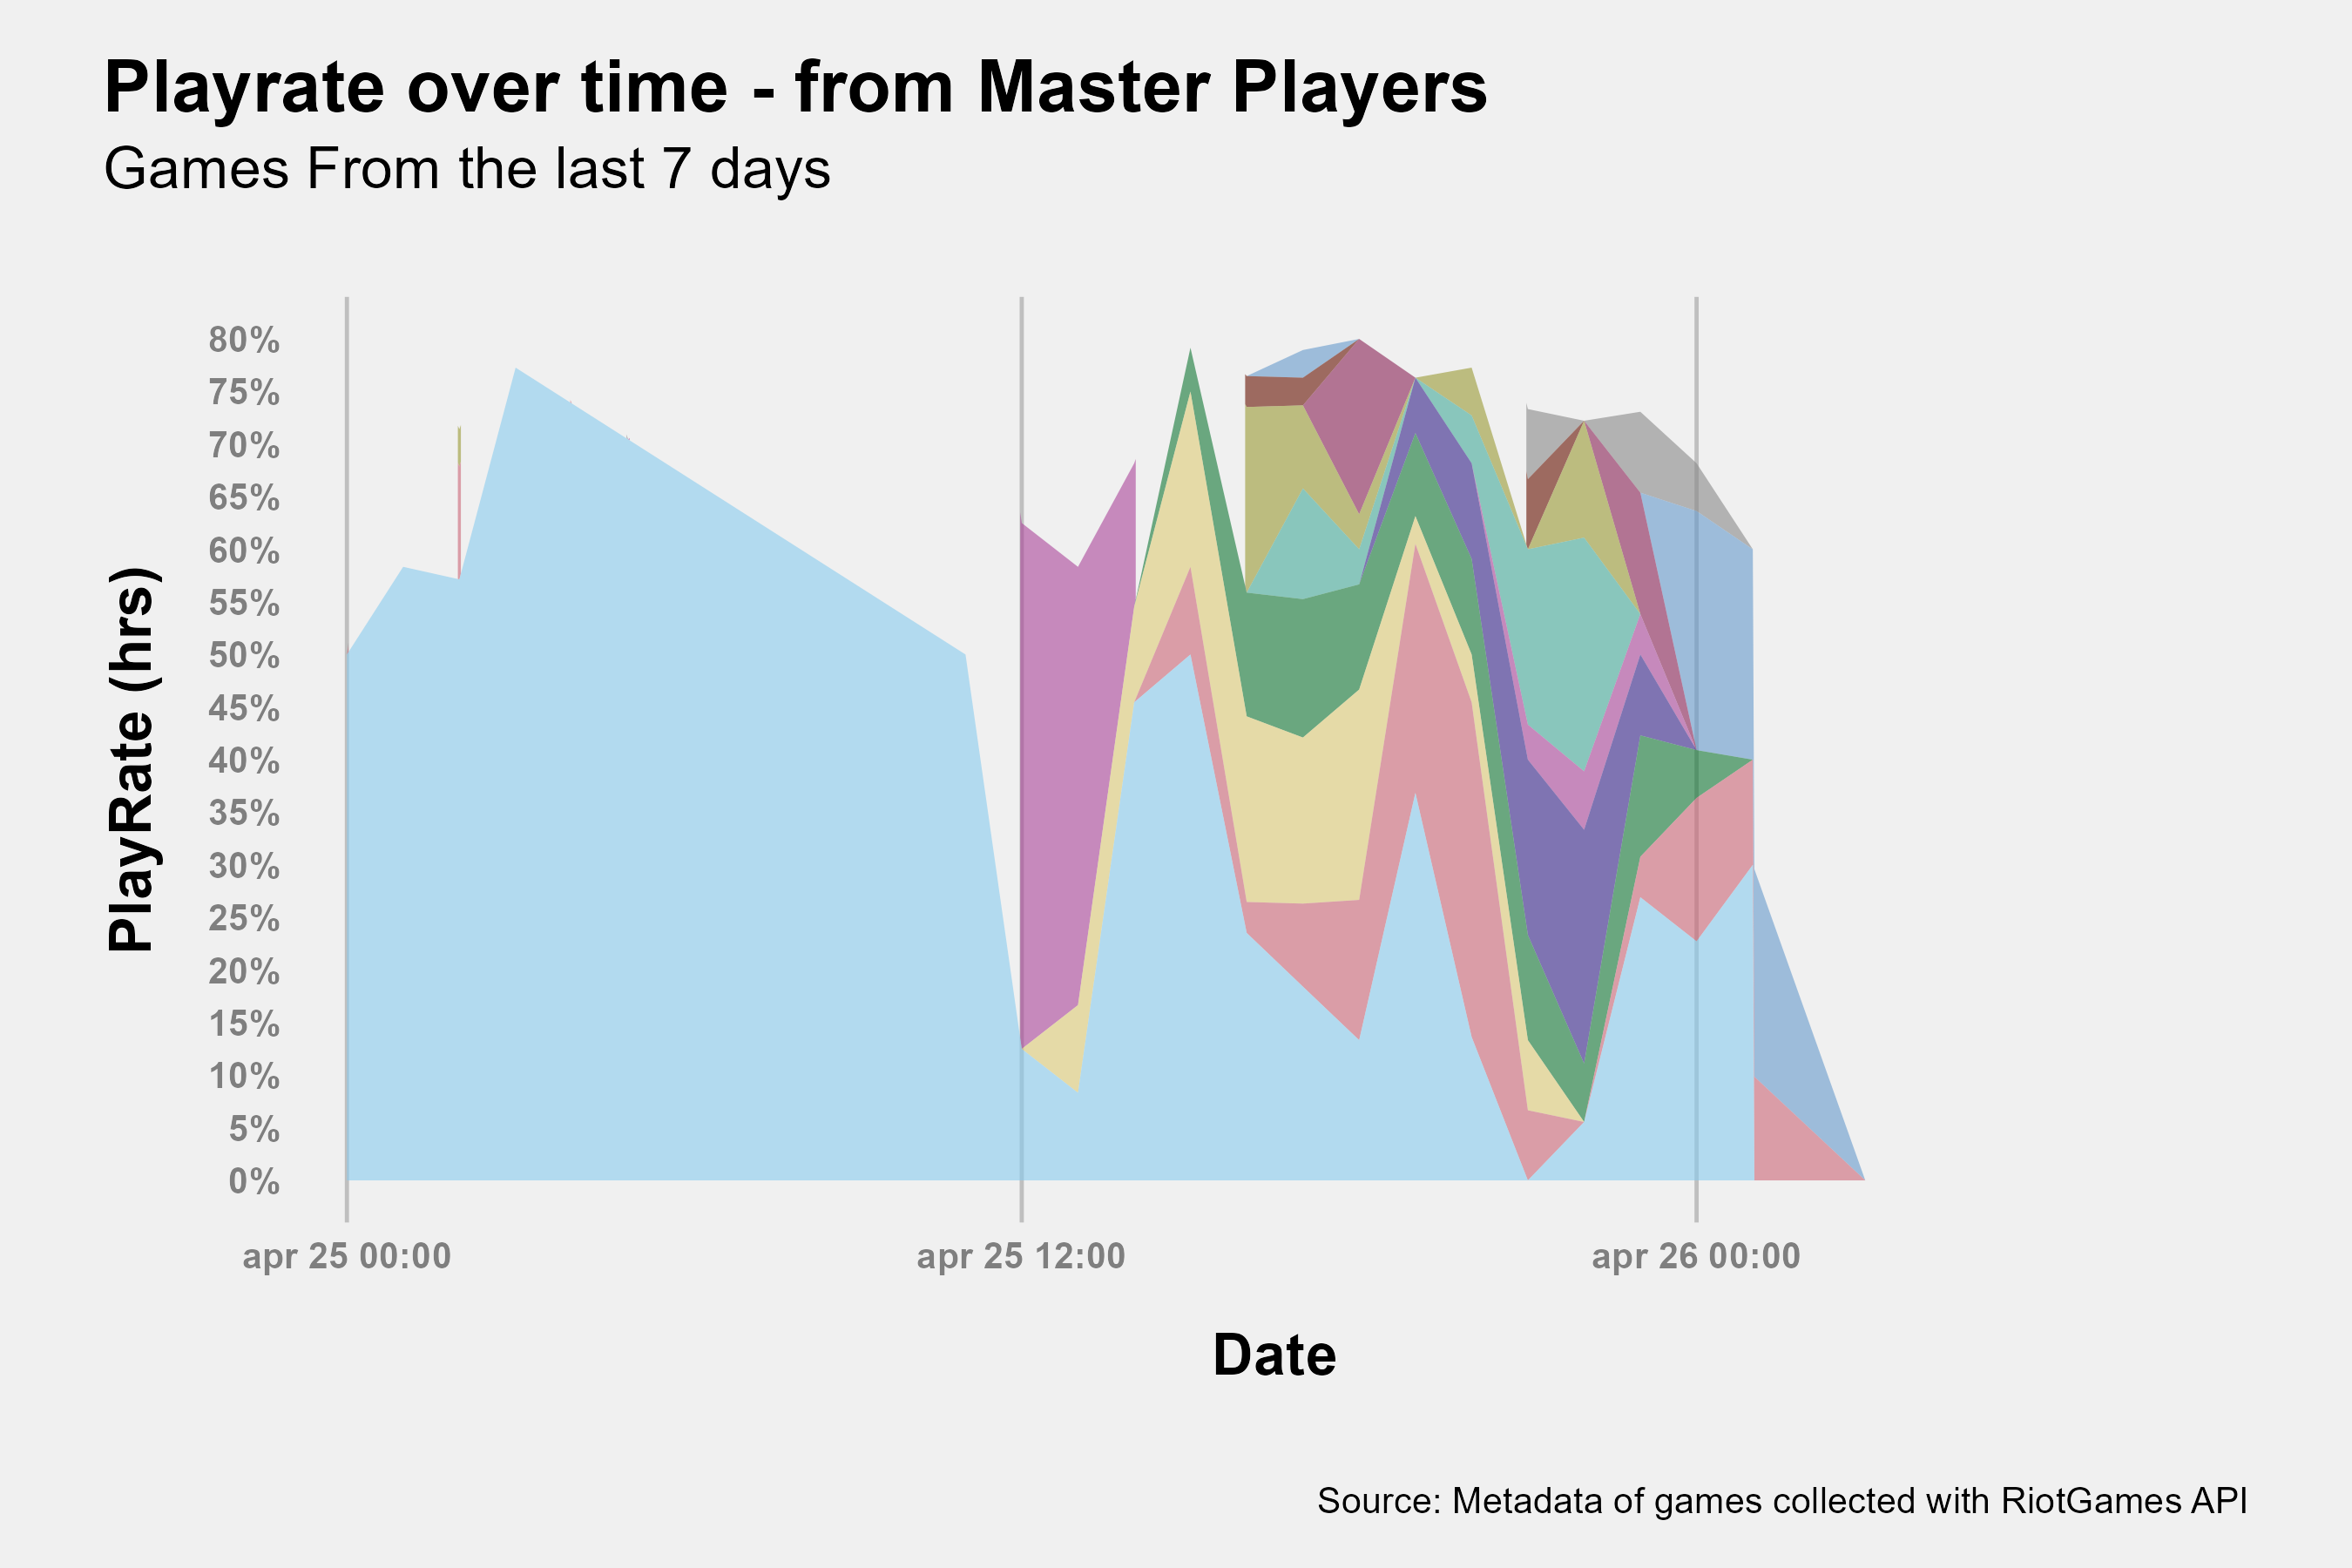 Playrate over time - from Master Players
Games From the last 7 days
PlayRate (hrs)
80%
75%
70%
65%
60%
55%
50%
45%
40%
35%
30%
25%
20%
15%
10%
5%
0%
apr 25 00:00
apr 25 12:00
apr 26 00:00
Date
Source: Metadata of games collected with RiotGames API